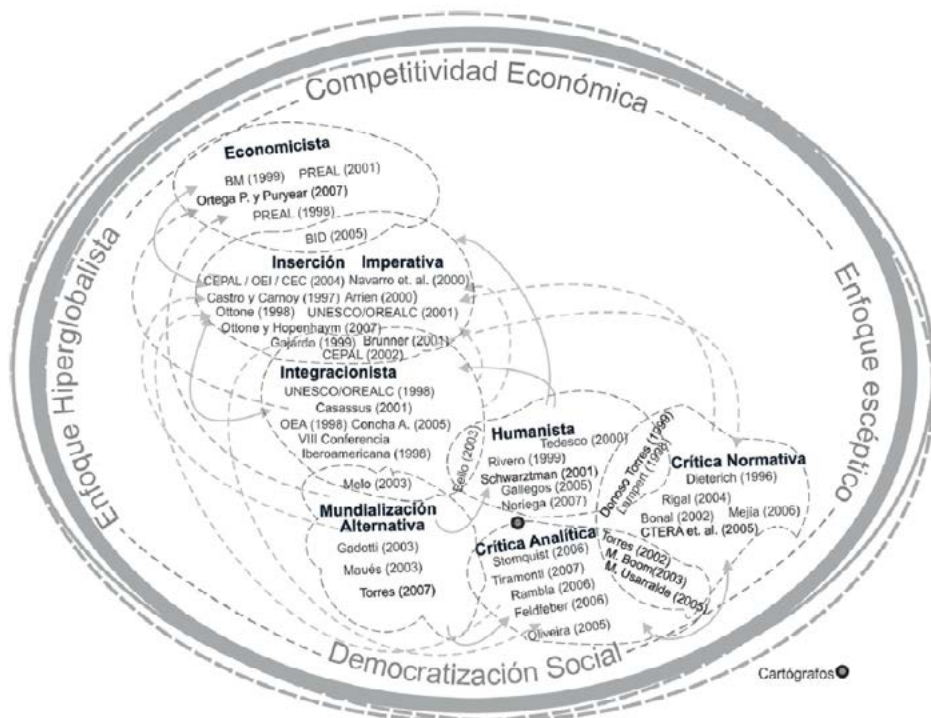 Competitividad Económica
Enfoque Hiperglobalista
Enfoque escéptico
Economicista
BM (1999) PREAL (2001)
Ortega P. y Puryear (2007)
PREAL (1998)
BID (2005)
Inserción Imperativa
CEPAL / OEI / CEC (2004) Navarro et. al. (2000)
Castro y Carnoy (1997) Arrien (2000)
Ottone (1998) UNESCO/OREALC (2001)
Ottone y Hopenhaym (2007)
Gajardo (1999) Brunner (2001)
CEPAL (2002)
Integracionista
UNESCO/OREALC (1998)
Casassus (2001)
OEA (1998) Concha A. (2005)
VIII Conferencia
Iberoamericana (1998)
Melo (2003)
Bello (2003)
Humanista
Tedesco (2000)
Rivero (1999)
Schwartzman (2001)
Gallegos (2005)
Noriega (2007)
Donoso Torres (1999)
Lampert (1998)
Crítica Normativa
Dieterich (1996)
Rigal (2004)
Bonal (2002) Mejía (2006)
CTERA et. al. (2005)
Mundialización
Alternativa
Gadotti (2003)
Maués (2003)
Torres (2007)
Crítica Analítica
Stomquist (2006)
Tiramonti (2007)
Rambla (2006)
Feldfeber (2006)
Oliveira (2005)
Torres (2002)
M. Boom(2003)
M. Usarralde (2005)
Democratización Social
Cartógrafos